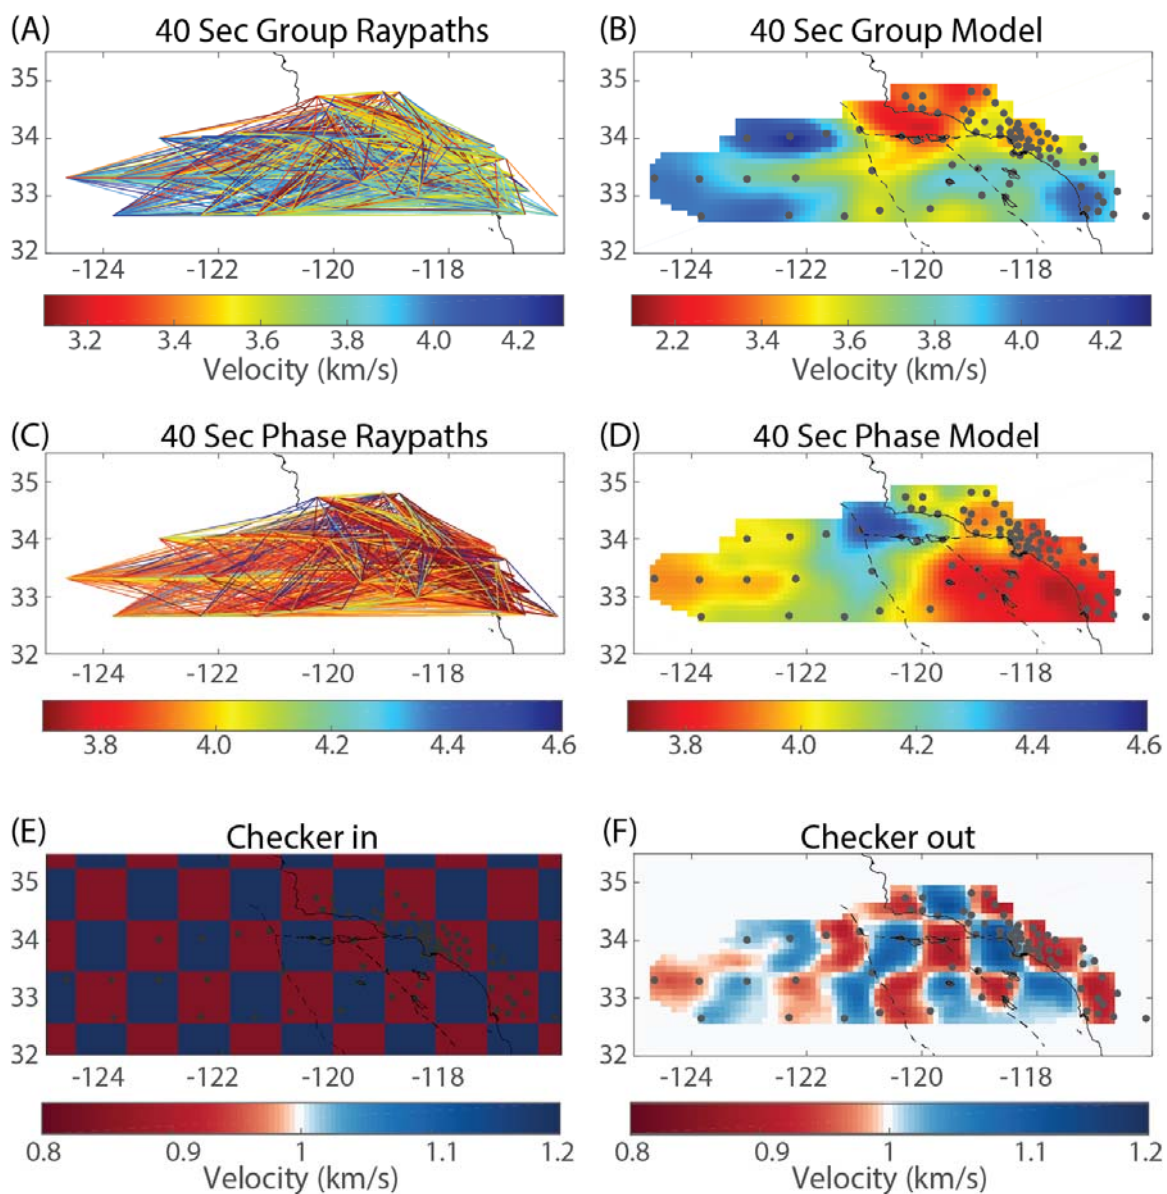 (A) 40 Sec Group Raypaths
35
34
33
32
-124 -122 -120 -118
3.2 3.4 3.6 3.8 4.0 4.2
Velocity (km/s)
(B) 40 Sec Group Model
35
34
33
32
-124 -122 -120 -118
2.2 3.4 3.6 3.8 4.0 4.2
Velocity (km/s)
(C) 40 Sec Phase Raypaths
35
34
33
32
-124 -122 -120 -118
3.8 4.0 4.2 4.4 4.6
(D) 40 Sec Phase Model
35
34
33
32
-124 -122 -120 -118
3.8 4.0 4.2 4.4 4.6
(E) Checker in
35
34
33
32
-124 -122 -120 -118
0.8 0.9 1 1.1 1.2
Velocity (km/s)
(F) Checker out
35
34
33
32
-124 -122 -120 -118
0.8 0.9 1 1.1 1.2
Velocity (km/s)